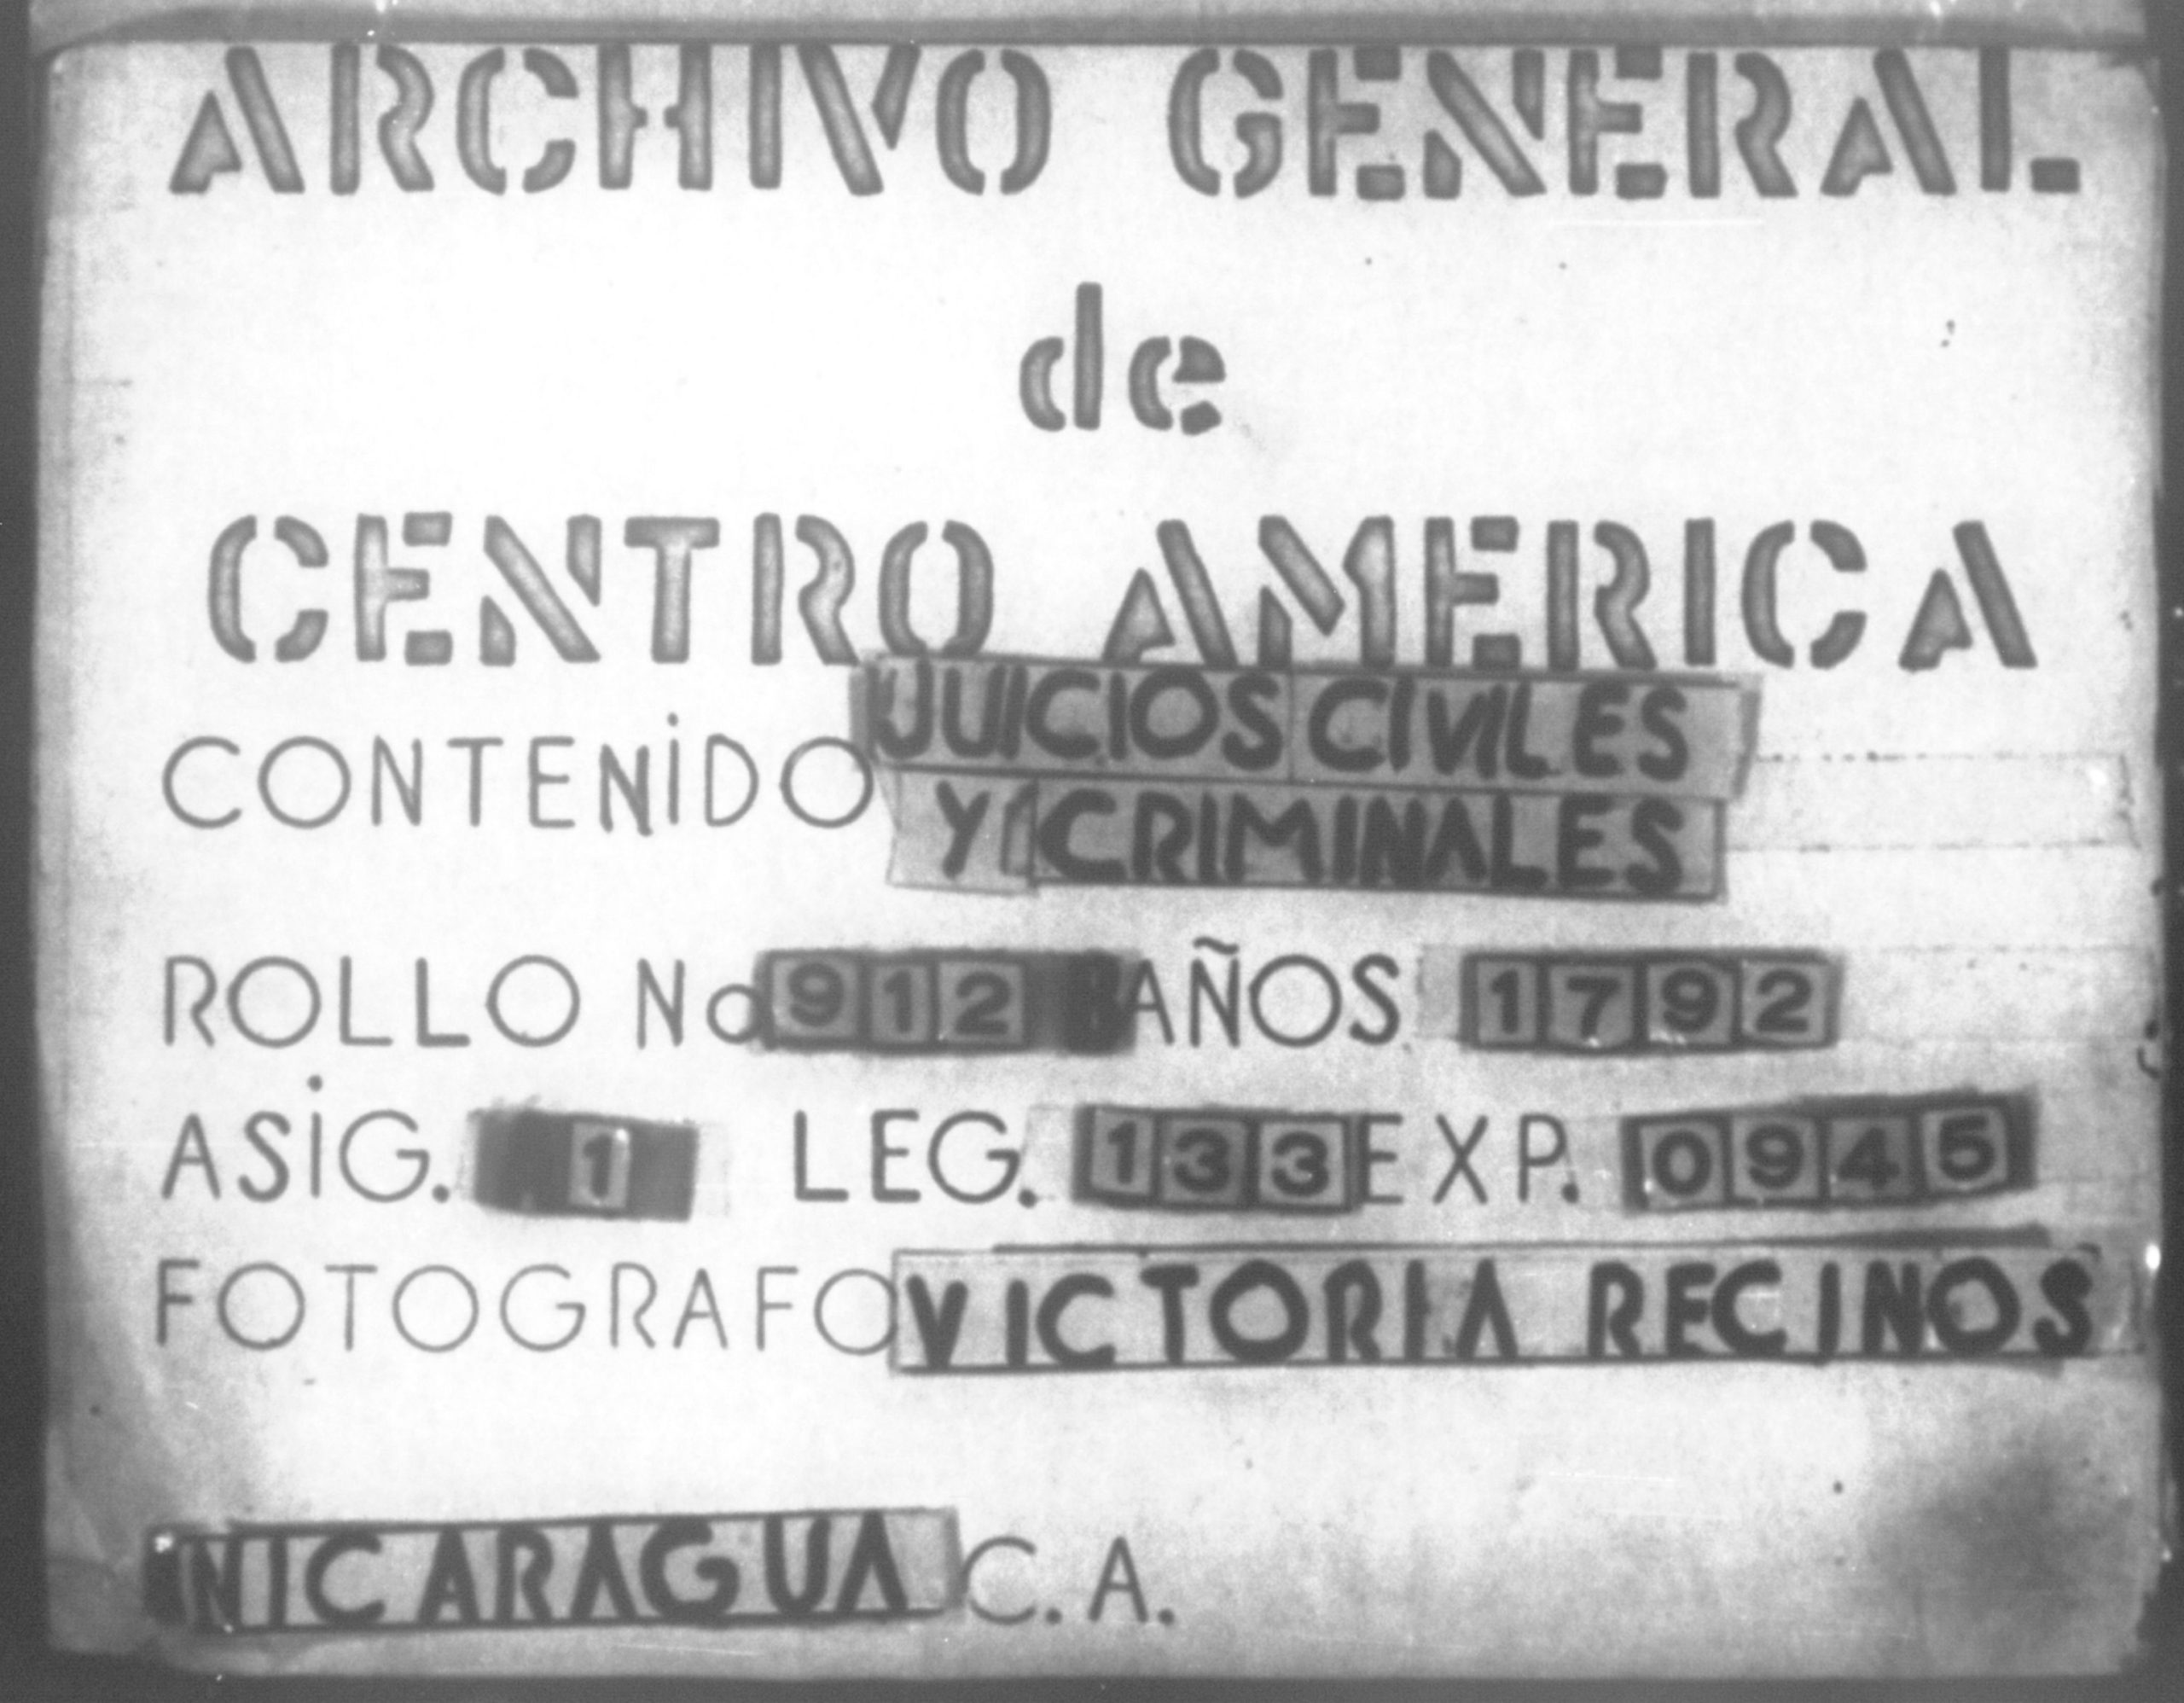 ARCHIVO GENERAL
de
CENTRO AMERICA
CONTENIDO JUICIOS CIVILES
Y CRIMINALES
ROLLO No 912 AÑOS 1792
ASIG. 1 LEG. 133 EXP. 0945
FOTOGRAFO VICTORIA RECINOS
NICARAGUA C.A.